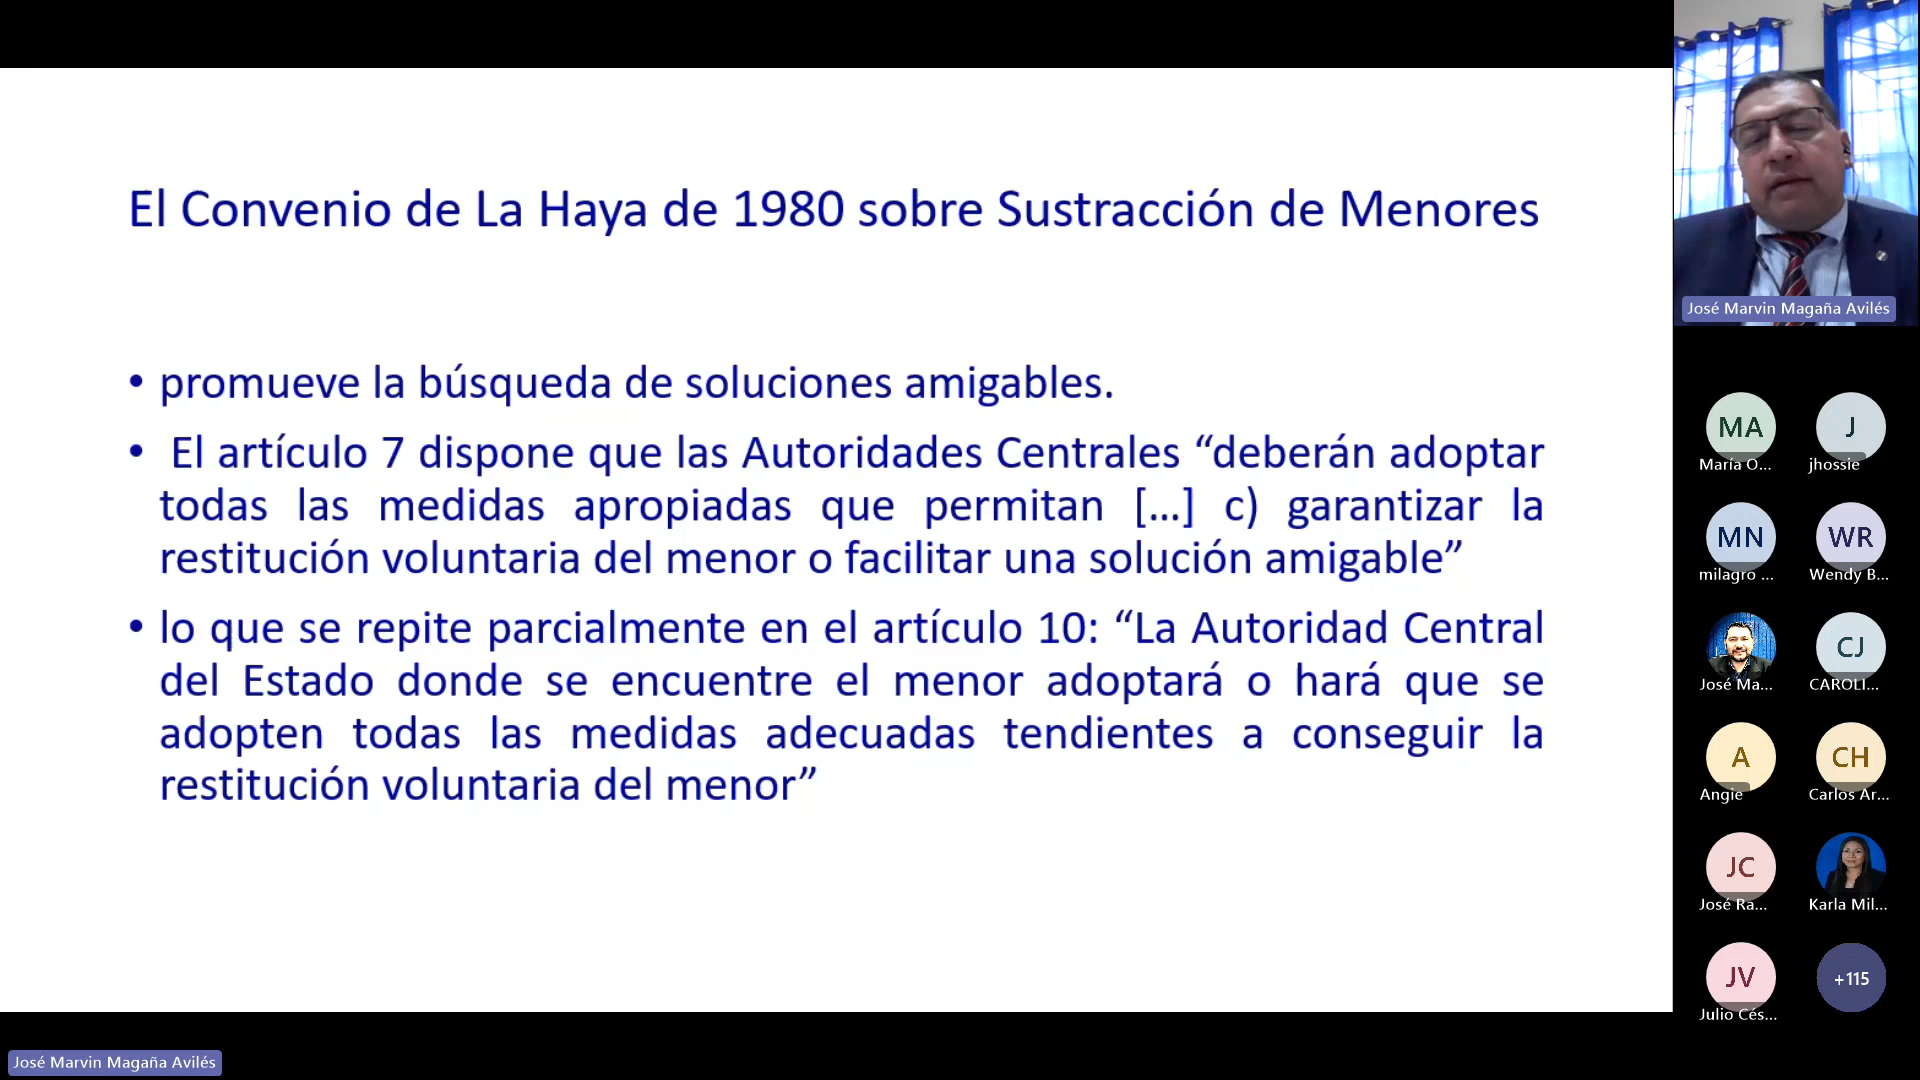 El Convenio de La Haya de 1980 sobre Sustracción de Menores
• promueve la búsqueda de soluciones amigables.
• El artículo 7 dispone que las Autoridades Centrales “deberán adoptar
todas las medidas apropiadas que permitan [...] c) garantizar la
restitución voluntaria del menor o facilitar una solución amigable”
• lo que se repite parcialmente en el artículo 10: “La Autoridad Central
del Estado donde se encuentre el menor adoptará o hará que se
adopten todas las medidas adecuadas tendientes a conseguir la
restitución voluntaria del menor”
José Marvin Magaña Avilés
José Marvin Magaña Avilés
MA
María O...
J
jhossie
MN
milagro ...
WR
Wendy B...
José Ma...
CJ
CAROLI...
A
Angie
CH
Carlos Ar...
JC
José Ra...
Karla Mil...
JV
Julio Cés...
+115